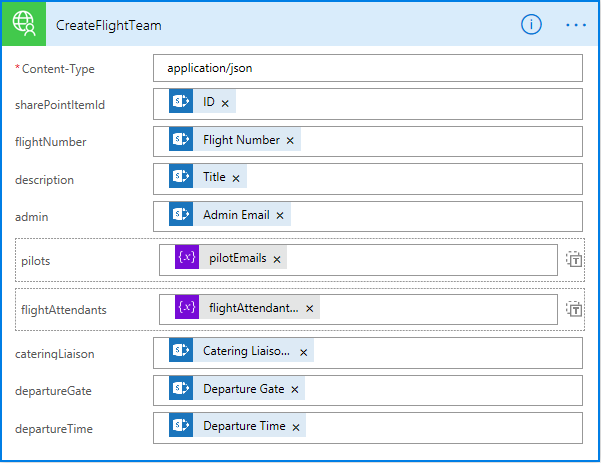 CreateFlightTeam
* Content-Type application/json
sharePointItemId ID ×
flightNumber Flight Number ×
description Title ×
admin Admin Email ×
pilots {x} pilotEmails ×
flightAttendants {x} flightAttendant... ×
cateringLiaison Catering Liaiso... ×
departureGate Departure Gate ×
departureTime Departure Time ×